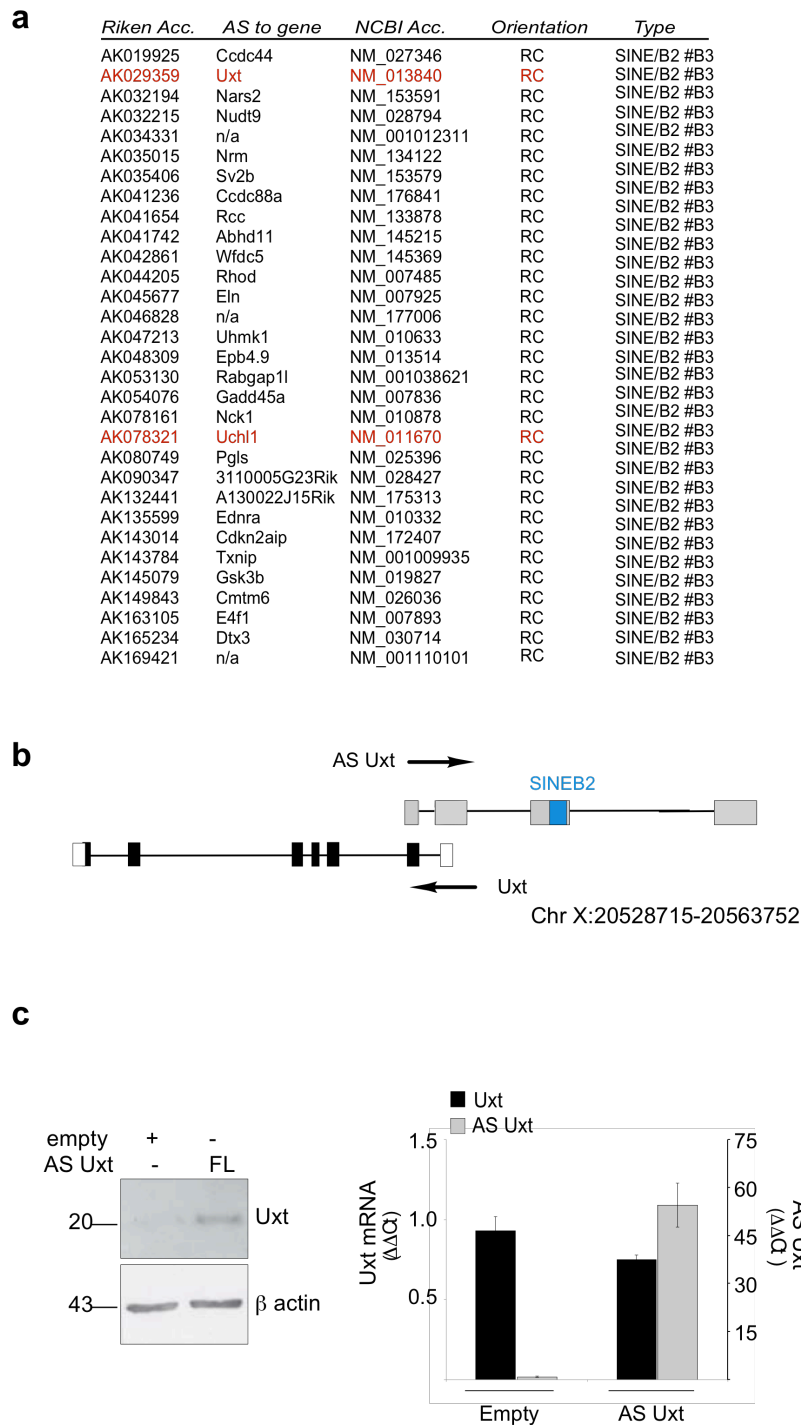 a
Riken Acc. AS to gene NCBI Acc. Orientation Type
AK019925 Ccdc44 NM_027346 RC SINE/B2 #B3
AK029359 Uxt NM_013840 RC SINE/B2 #B3
AK032194 Nars2 NM_153591 RC SINE/B2 #B3
AK032215 Nudt9 NM_028794 RC SINE/B2 #B3
AK034331 n/a NM_001012311 RC SINE/B2 #B3
AK035015 Nrm NM_134122 RC SINE/B2 #B3
AK035406 Sv2b NM_153579 RC SINE/B2 #B3
AK041236 Ccdc88a NM_176841 RC SINE/B2 #B3
AK041654 Rcc NM_133878 RC SINE/B2 #B3
AK041742 Abhd11 NM_145215 RC SINE/B2 #B3
AK042861 Wfdc5 NM_145369 RC SINE/B2 #B3
AK044205 Rhod NM_007485 RC SINE/B2 #B3
AK045677 Eln NM_007925 RC SINE/B2 #B3
AK046828 n/a NM_177006 RC SINE/B2 #B3
AK047213 Uhmk1 NM_010633 RC SINE/B2 #B3
AK048309 Epb4.9 NM_013514 RC SINE/B2 #B3
AK053130 Rabgap1l NM_001038621 RC SINE/B2 #B3
AK054076 Gadd45a NM_007836 RC SINE/B2 #B3
AK078161 Nck1 NM_010878 RC SINE/B2 #B3
AK078321 Uchl1 NM_011670 RC SINE/B2 #B3
AK080749 Pgls NM_025396 RC SINE/B2 #B3
AK090347 3110005G23Rik NM_028427 RC SINE/B2 #B3
AK132441 A130022J15Rik NM_175313 RC SINE/B2 #B3
AK135599 Ednra NM_010332 RC SINE/B2 #B3
AK143014 Cdkn2aip NM_172407 RC SINE/B2 #B3
AK143784 Txnip NM_001009935 RC SINE/B2 #B3
AK145079 Gsk3b NM_019827 RC SINE/B2 #B3
AK149843 Cmtm6 NM_026036 RC SINE/B2 #B3
AK163105 E4f1 NM_007893 RC SINE/B2 #B3
AK165234 Dtx3 NM_030714 RC SINE/B2 #B3
AK169421 n/a NM_001110101 RC SINE/B2 #B3
b
AS Uxt
SINEB2
Uxt
Chr X:20528715-20563752
c
empty + -
AS Uxt - FL
20 Uxt
43 β actin
Uxt
AS Uxt
Uxt mRNA
(ΔΔCt)
1.5
1.0
0.5
75
60
45
30
15
AS Uxt
(ΔΔCt)
Empty AS Uxt